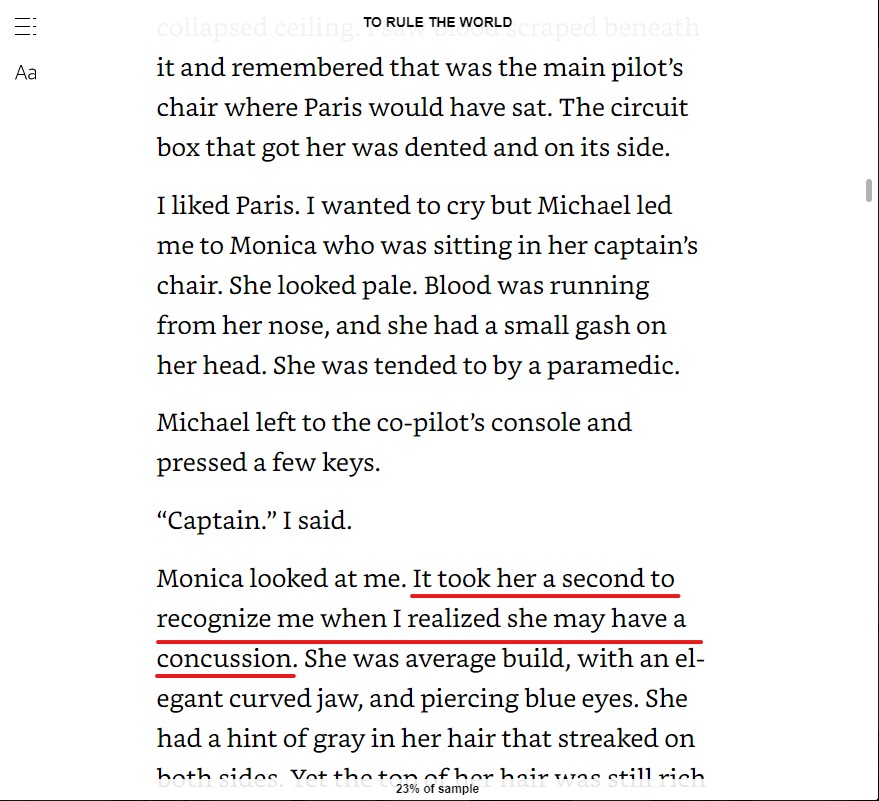 TO RULE THE WORLD
collapsed ceiling. I saw blood scraped beneath
Aa
it and remembered that was the main pilot’s
chair where Paris would have sat. The circuit
box that got her was dented and on its side.
I liked Paris. I wanted to cry but Michael led
me to Monica who was sitting in her captain’s
chair. She looked pale. Blood was running
from her nose, and she had a small gash on
her head. She was tended to by a paramedic.
Michael left to the co-pilot’s console and
pressed a few keys.
“Captain.” I said.
Monica looked at me. It took her a second to
recognize me when I realized she may have a
concussion. She was average build, with an el-
egant curved jaw, and piercing blue eyes. She
had a hint of gray in her hair that streaked on
both sides. Yet the top of her hair was still rich
23% of sample